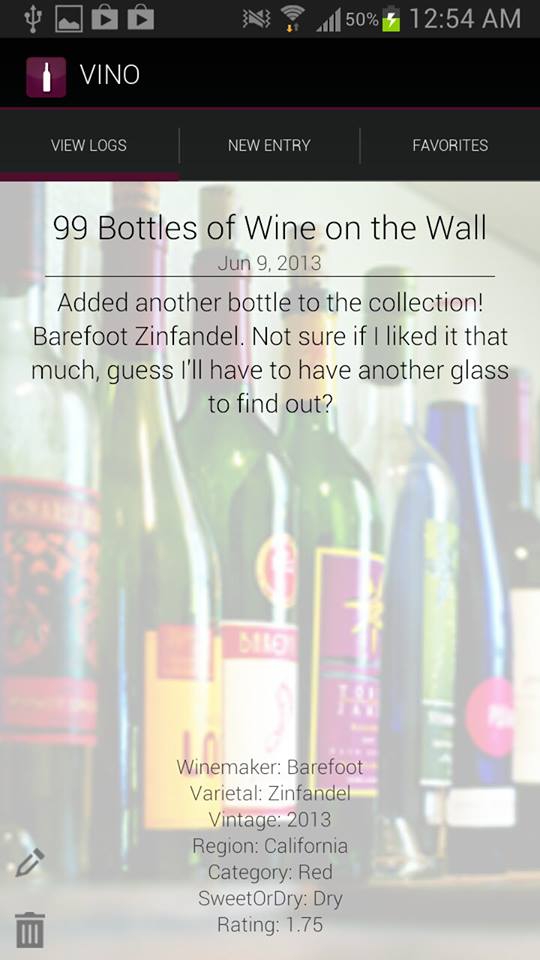 50% 12:54 AM
VINO
VIEW LOGS
NEW ENTRY
FAVORITES
99 Bottles of Wine on the Wall
Jun 9, 2013
Added another bottle to the collection!
Barefoot Zinfandel. Not sure if I liked it that
much, guess I'll have to have another glass
to find out?
Winemaker: Barefoot
Varietal: Zinfandel
Vintage: 2013
Region: California
Category: Red
SweetOrDry: Dry
Rating: 1.75